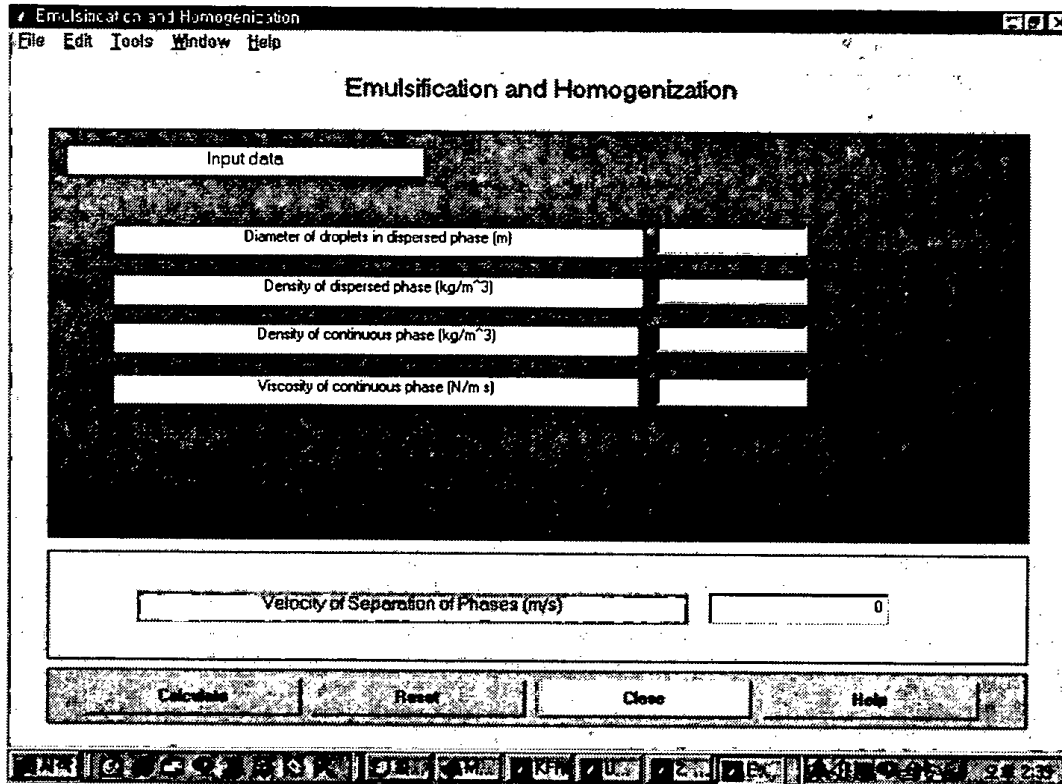 Emulsification and Homogenization
File Edit Tools Window Help
Emulsification and Homogenization
Input data
Diameter of droplets in dispersed phase (m)
Density of dispersed phase (kg/m^3)
Density of continuous phase (kg/m^3)
Viscosity of continuous phase (N/m s)
Velocity of Separation of Phases (m/s) 0
Calculate Reset Close Help